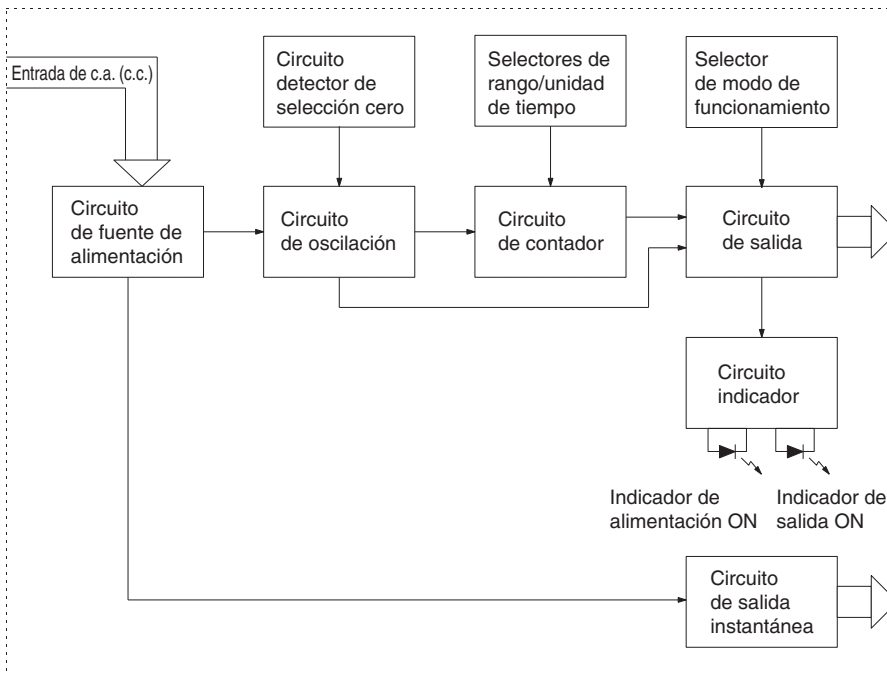 Entrada de c.a. (c.c.)
Circuito
detector de
selección cero
Selectores de
rango/unidad
de tiempo
Selector
de modo de
funcionamiento
Circuito
de fuente de
alimentación
Circuito
de oscilación
Circuito
de contador
Circuito
de salida
Circuito
indicador
Indicador de
alimentación ON
Indicador de
salida ON
Circuito
de salida
instantánea